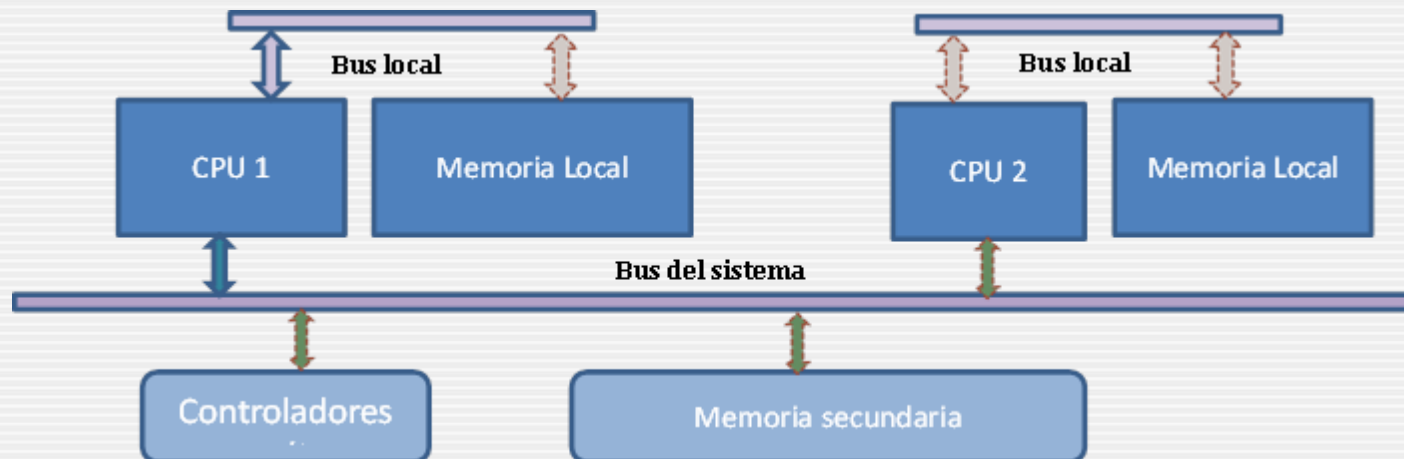 Bus local
Bus local
CPU 1
Memoria Local
CPU 2
Memoria Local
Bus del sistema
Controladores
Memoria secundaria